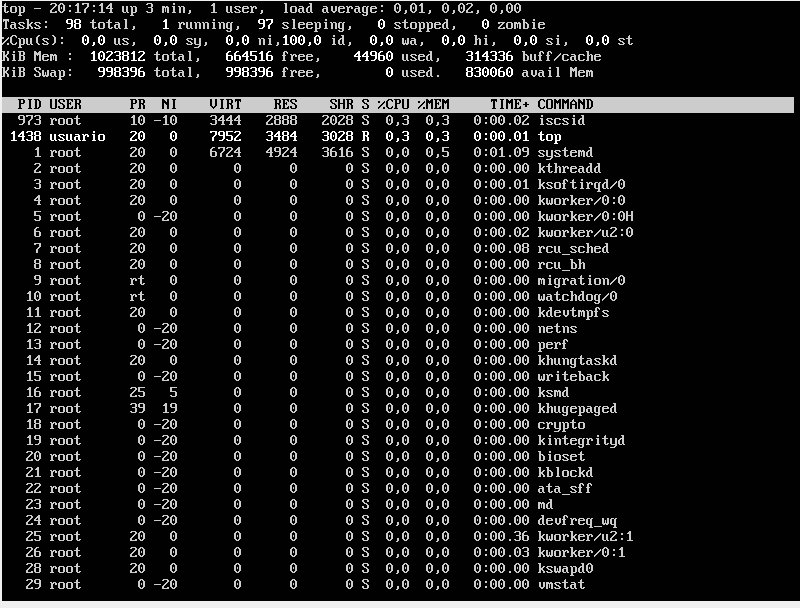 top - 20:17:14 up 3 min,  1 user,  load average: 0,01, 0,02, 0,00
Tasks:  98 total,   1 running,  97 sleeping,   0 stopped,   0 zombie
%Cpu(s):  0,0 us,  0,0 sy,  0,0 ni,100,0 id,  0,0 wa,  0,0 hi,  0,0 si,  0,0 st
KiB Mem :  1023812 total,   664516 free,    44960 used,   314336 buff/cache
KiB Swap:   998396 total,   998396 free,        0 used.   830060 avail Mem
  PID USER      PR  NI    VIRT    RES    SHR S %CPU %MEM     TIME+ COMMAND
  973 root      10 -10    3444   2888   2028 S  0,3  0,3   0:00.02 iscsid
 1438 usuario   20   0    7952   3484   3028 R  0,3  0,3   0:00.01 top
    1 root      20   0    6724   4924   3616 S  0,0  0,5   0:01.09 systemd
    2 root      20   0       0      0      0 S  0,0  0,0   0:00.00 kthreadd
    3 root      20   0       0      0      0 S  0,0  0,0   0:00.01 ksoftirqd/0
    4 root      20   0       0      0      0 S  0,0  0,0   0:00.00 kworker/0:0
    5 root       0 -20       0      0      0 S  0,0  0,0   0:00.00 kworker/0:0H
    6 root      20   0       0      0      0 S  0,0  0,0   0:00.02 kworker/u2:0
    7 root      20   0       0      0      0 S  0,0  0,0   0:00.08 rcu_sched
    8 root      20   0       0      0      0 S  0,0  0,0   0:00.00 rcu_bh
    9 root      rt   0       0      0      0 S  0,0  0,0   0:00.00 migration/0
   10 root      rt   0       0      0      0 S  0,0  0,0   0:00.00 watchdog/0
   11 root      20   0       0      0      0 S  0,0  0,0   0:00.00 kdevtmpfs
   12 root       0 -20       0      0      0 S  0,0  0,0   0:00.00 netns
   13 root       0 -20       0      0      0 S  0,0  0,0   0:00.00 perf
   14 root      20   0       0      0      0 S  0,0  0,0   0:00.00 khungtaskd
   15 root       0 -20       0      0      0 S  0,0  0,0   0:00.00 writeback
   16 root      25   5       0      0      0 S  0,0  0,0   0:00.00 ksmd
   17 root      39  19       0      0      0 S  0,0  0,0   0:00.00 khugepaged
   18 root       0 -20       0      0      0 S  0,0  0,0   0:00.00 crypto
   19 root       0 -20       0      0      0 S  0,0  0,0   0:00.00 kintegrityd
   20 root       0 -20       0      0      0 S  0,0  0,0   0:00.00 bioset
   21 root       0 -20       0      0      0 S  0,0  0,0   0:00.00 kblockd
   22 root       0 -20       0      0      0 S  0,0  0,0   0:00.00 ata_sff
   23 root       0 -20       0      0      0 S  0,0  0,0   0:00.00 md
   24 root       0 -20       0      0      0 S  0,0  0,0   0:00.00 devfreq_wq
   25 root      20   0       0      0      0 S  0,0  0,0   0:00.36 kworker/u2:1
   26 root      20   0       0      0      0 S  0,0  0,0   0:00.03 kworker/0:1
   28 root      20   0       0      0      0 S  0,0  0,0   0:00.00 kswapd0
   29 root       0 -20       0      0      0 S  0,0  0,0   0:00.00 vmstat